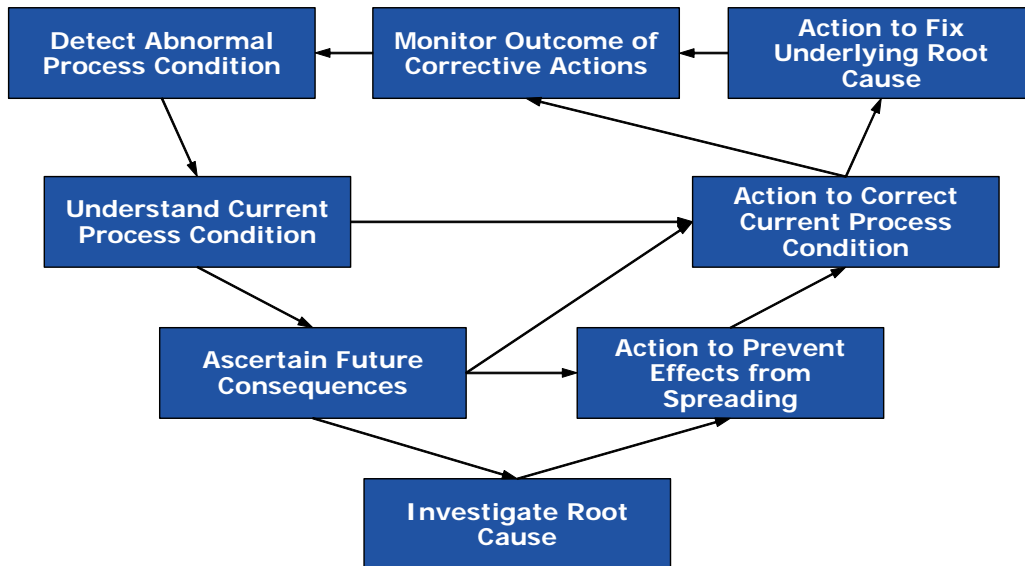 Detect Abnormal
Process Condition
Monitor Outcome of
Corrective Actions
Action to Fix
Underlying Root
Cause
Understand Current
Process Condition
Action to Correct
Current Process
Condition
Ascertain Future
Consequences
Action to Prevent
Effects from
Spreading
Investigate Root
Cause